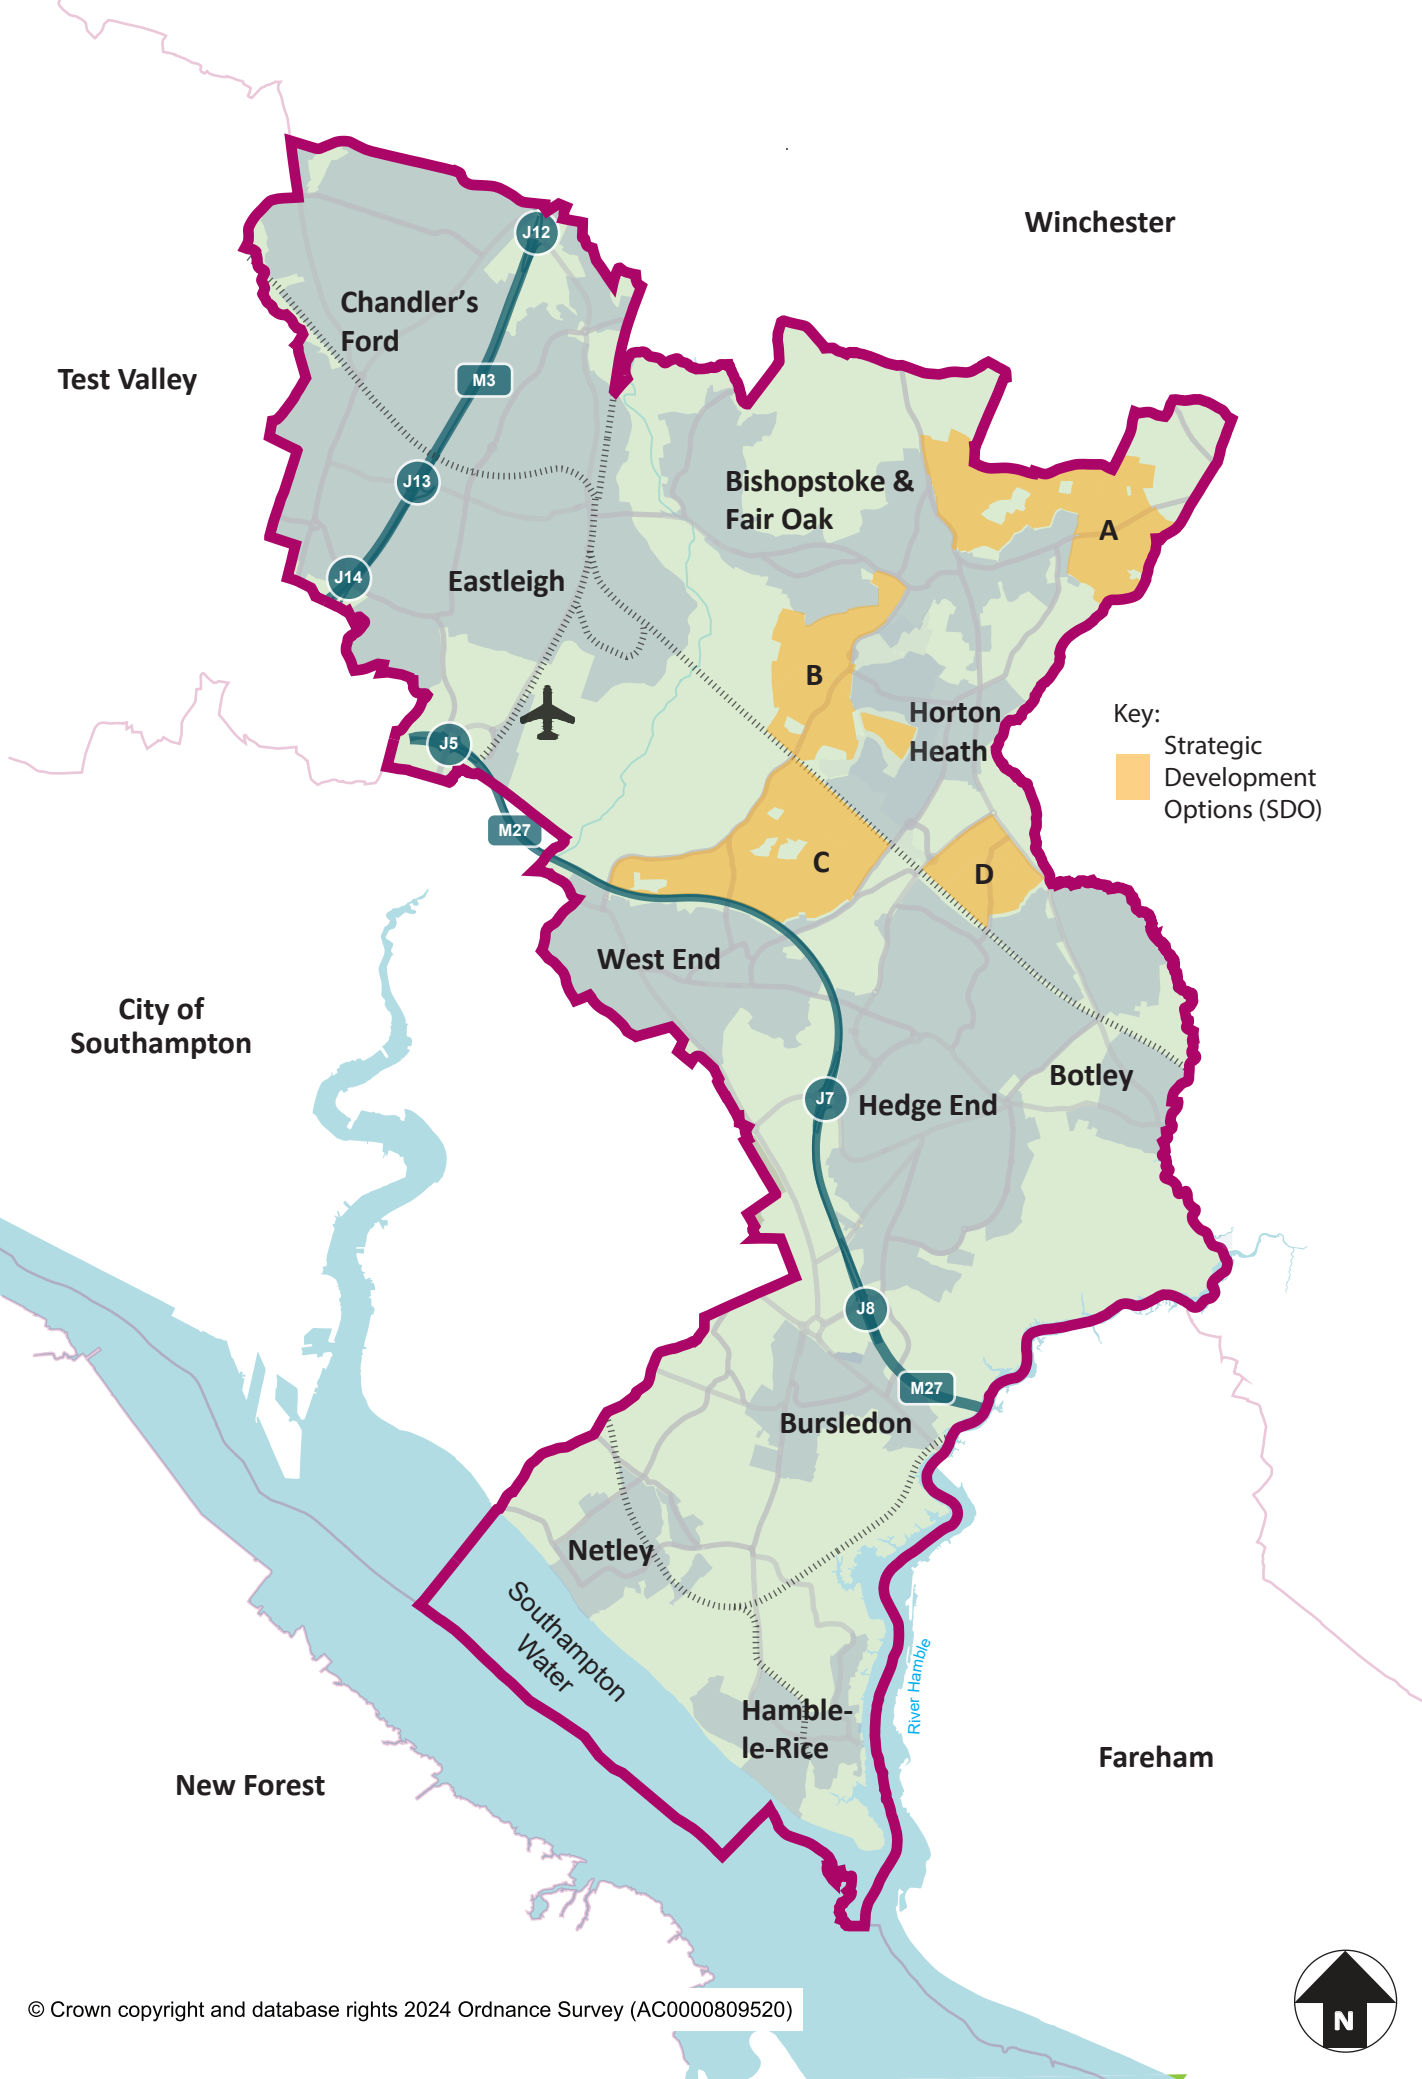 Winchester
J12
Chandler's
Ford
Test Valley
M3
J13
Bishopstoke &
Fair Oak
A
J14
Eastleigh
B
Horton
Heath
Key:
Strategic
Development
Options (SDO)
J5
M27
C
D
West End
City of
Southampton
Botley
J7
Hedge End
J8
M27
Bursledon
Netley
Southampton
Water
River Hamble
Hamble-
le-Rice
Fareham
New Forest
© Crown copyright and database rights 2024 Ordnance Survey (AC0000809520)
N